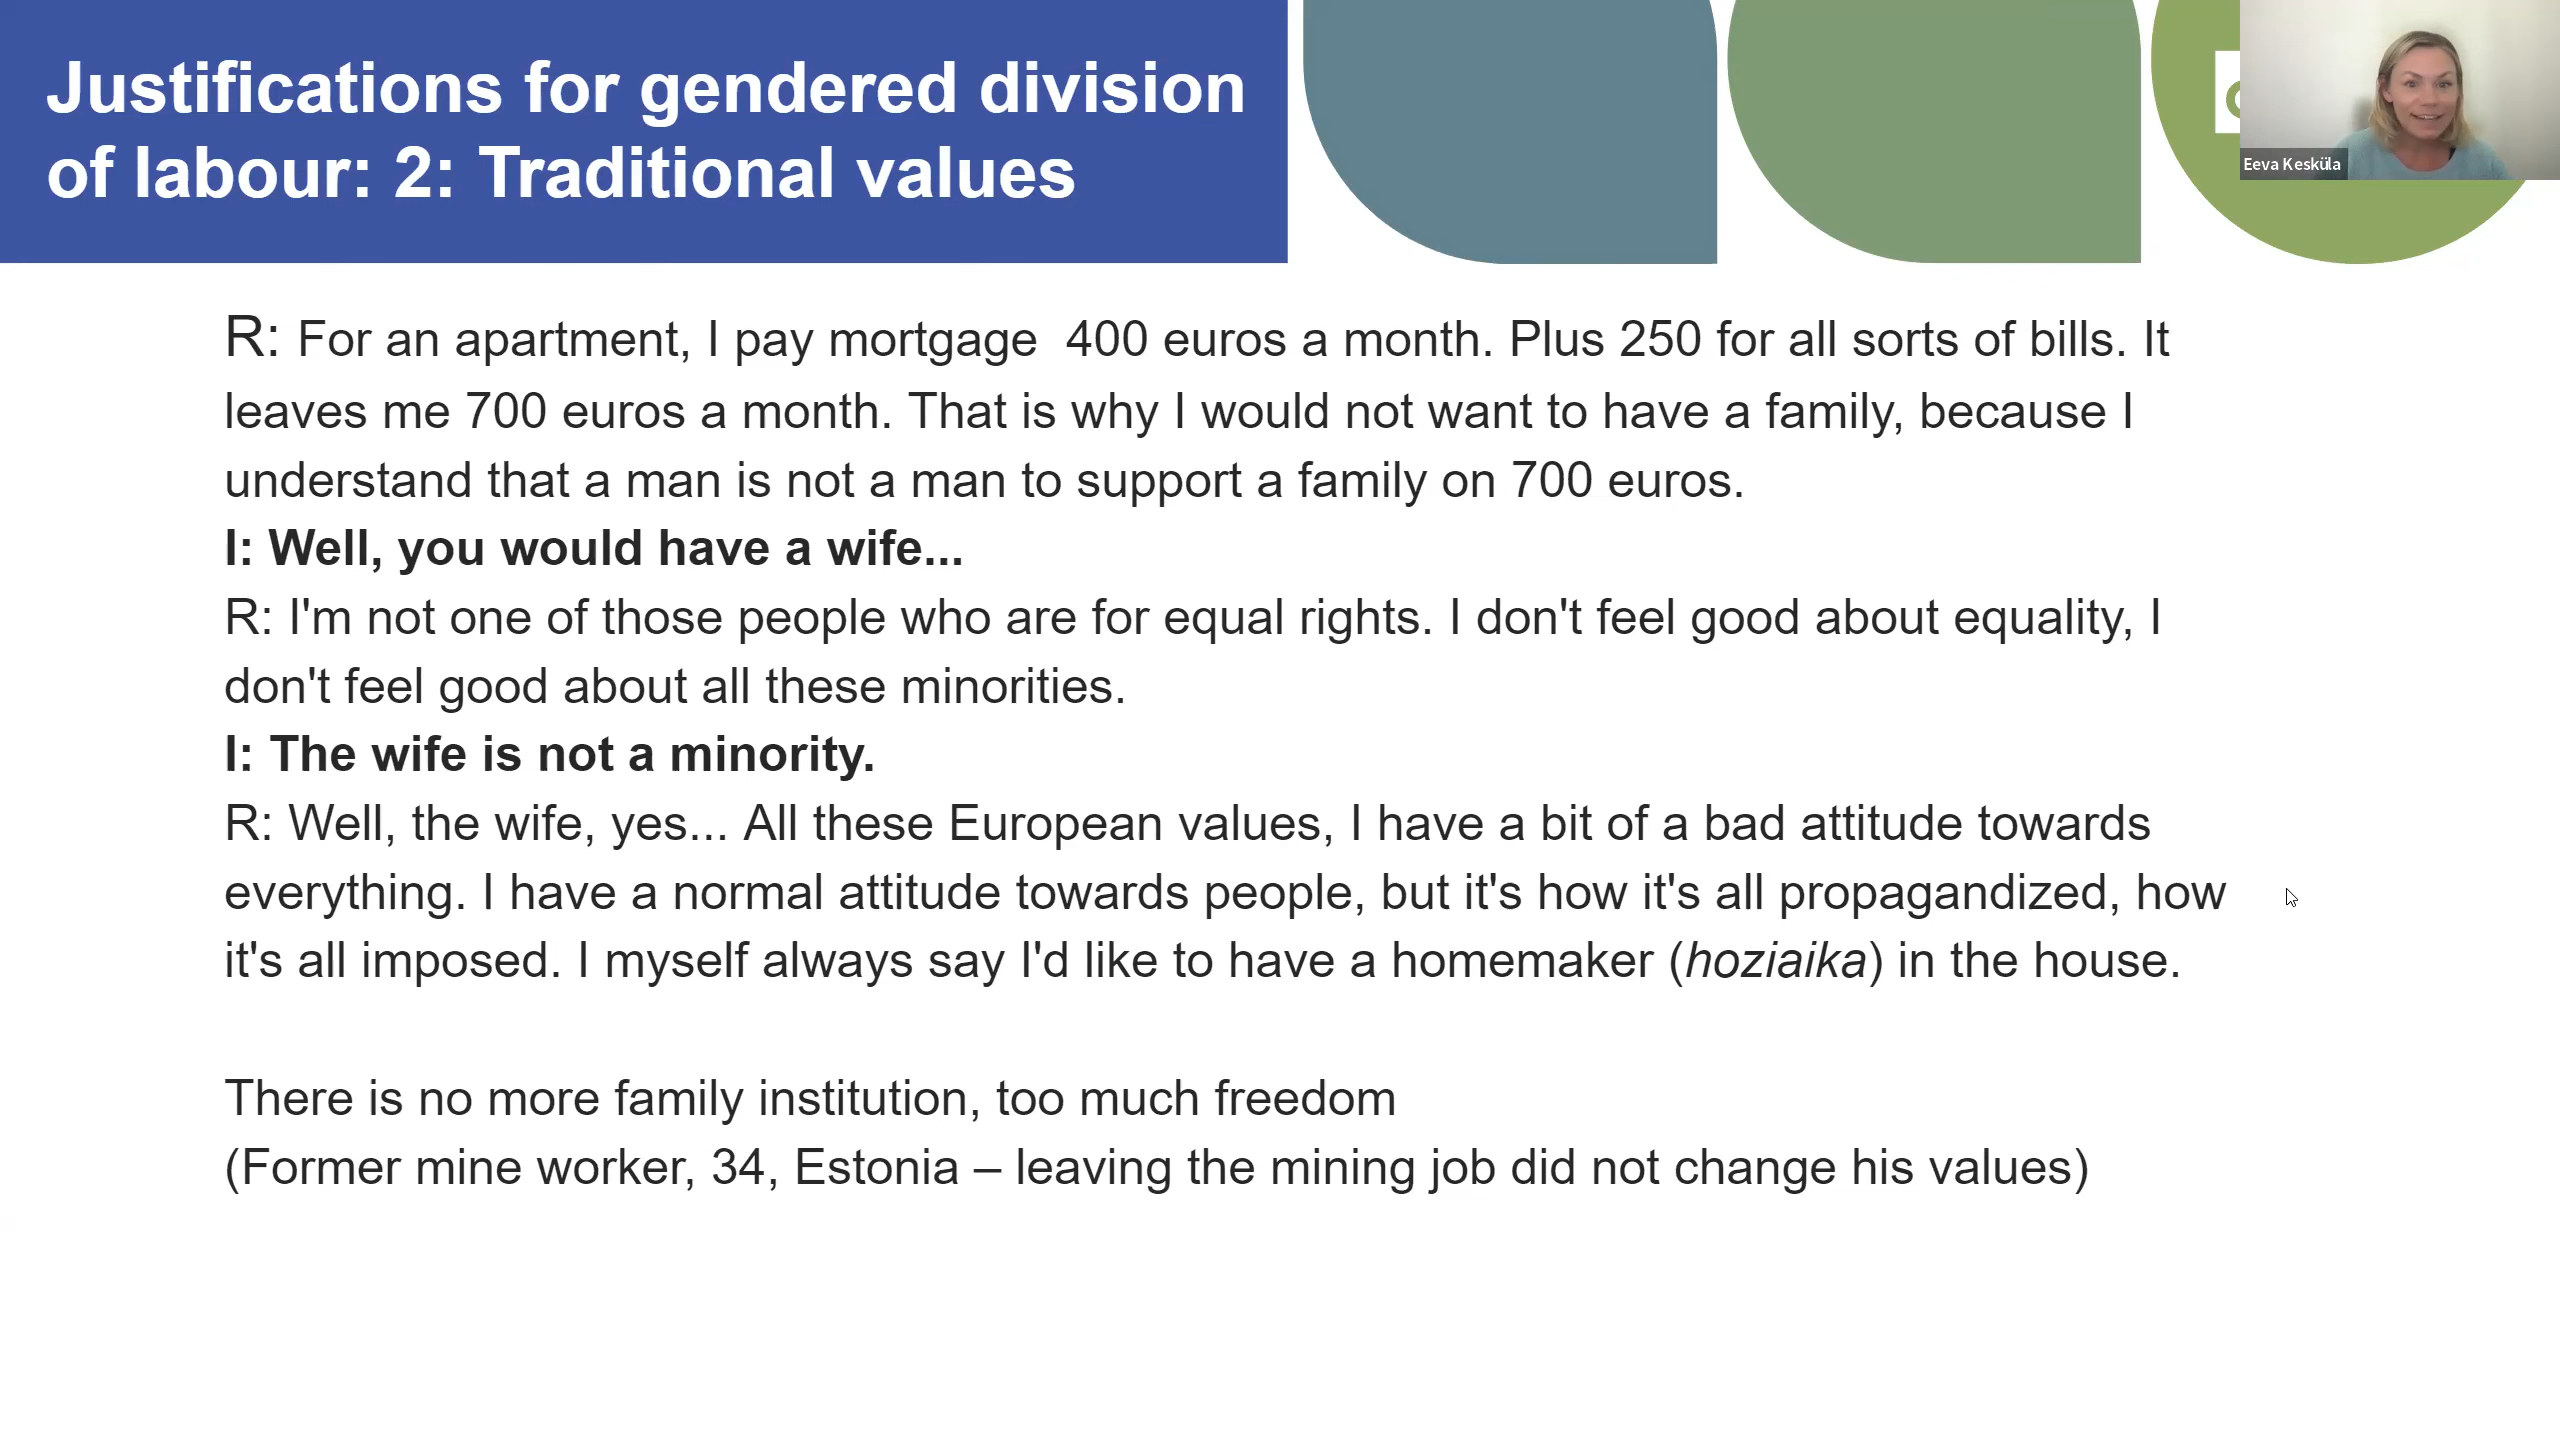 Justifications for gendered division
of labour: 2: Traditional values
Eeva Kesküla
R: For an apartment, I pay mortgage  400 euros a month. Plus 250 for all sorts of bills. It
leaves me 700 euros a month. That is why I would not want to have a family, because I
understand that a man is not a man to support a family on 700 euros.
I: Well, you would have a wife...
R: I'm not one of those people who are for equal rights. I don't feel good about equality, I
don't feel good about all these minorities.
I: The wife is not a minority.
R: Well, the wife, yes... All these European values, I have a bit of a bad attitude towards
everything. I have a normal attitude towards people, but it's how it's all propagandized, how
it's all imposed. I myself always say I'd like to have a homemaker (hoziaika) in the house.
There is no more family institution, too much freedom
(Former mine worker, 34, Estonia – leaving the mining job did not change his values)